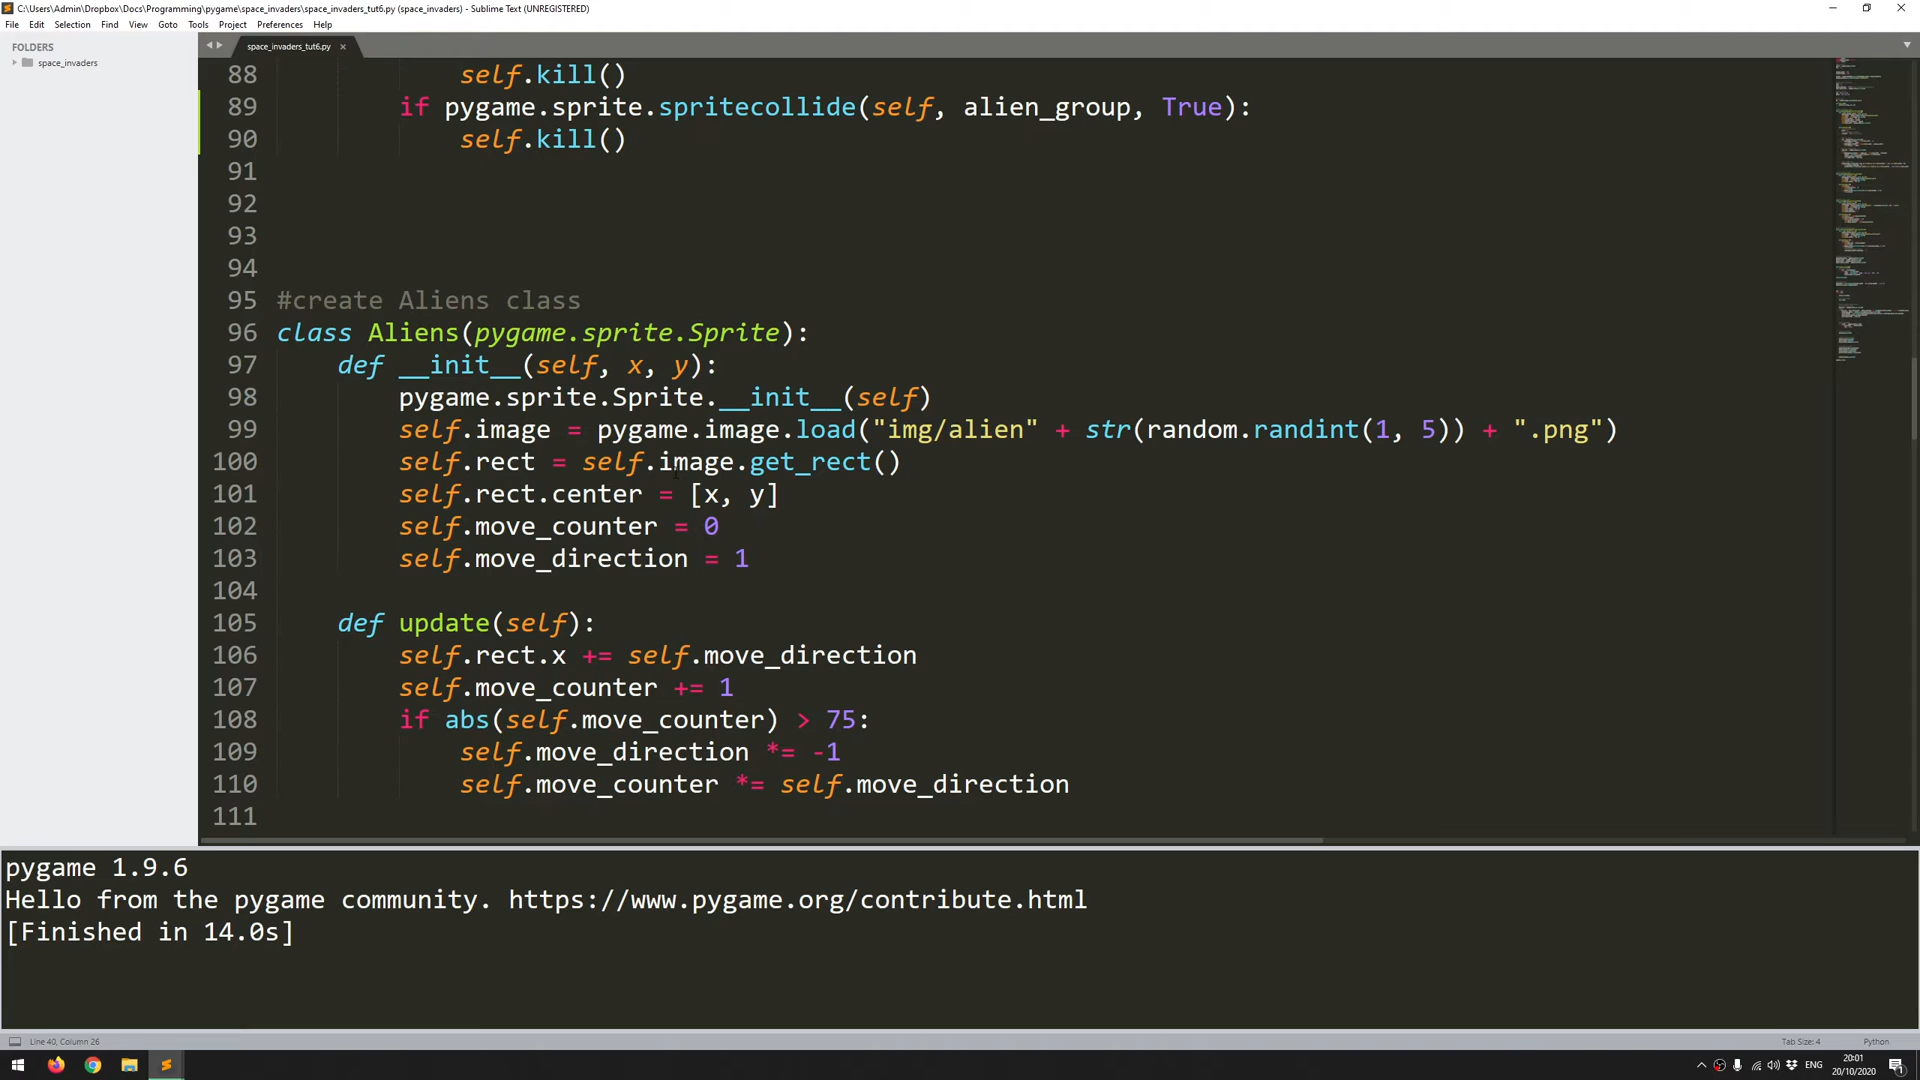 C:\Users\Admin\Dropbox\Docs\Programming\pygame\space_invaders\space_invaders_tut6.py (space_invaders) - Sublime Text (UNREGISTERED)
File Edit Selection Find View Goto Tools Project Preferences Help
FOLDERS
space_invaders
space_invaders_tut6.py ×
88 self.kill()
89 if pygame.sprite.spritecollide(self, alien_group, True):
90 self.kill()
91
92
93
94
95 #create Aliens class
96 class Aliens(pygame.sprite.Sprite):
97 def __init__(self, x, y):
98 pygame.sprite.Sprite.__init__(self)
99 self.image = pygame.image.load("img/alien" + str(random.randint(1, 5)) + ".png")
100 self.rect = self.image.get_rect()
101 self.rect.center = [x, y]
102 self.move_counter = 0
103 self.move_direction = 1
104
105 def update(self):
106 self.rect.x += self.move_direction
107 self.move_counter += 1
108 if abs(self.move_counter) > 75:
109 self.move_direction *= -1
110 self.move_counter *= self.move_direction
111
pygame 1.9.6
Hello from the pygame community. https://www.pygame.org/contribute.html
[Finished in 14.0s]
Line 40, Column 26
Tab Size: 4
Python
ENG
20:01
20/10/2020